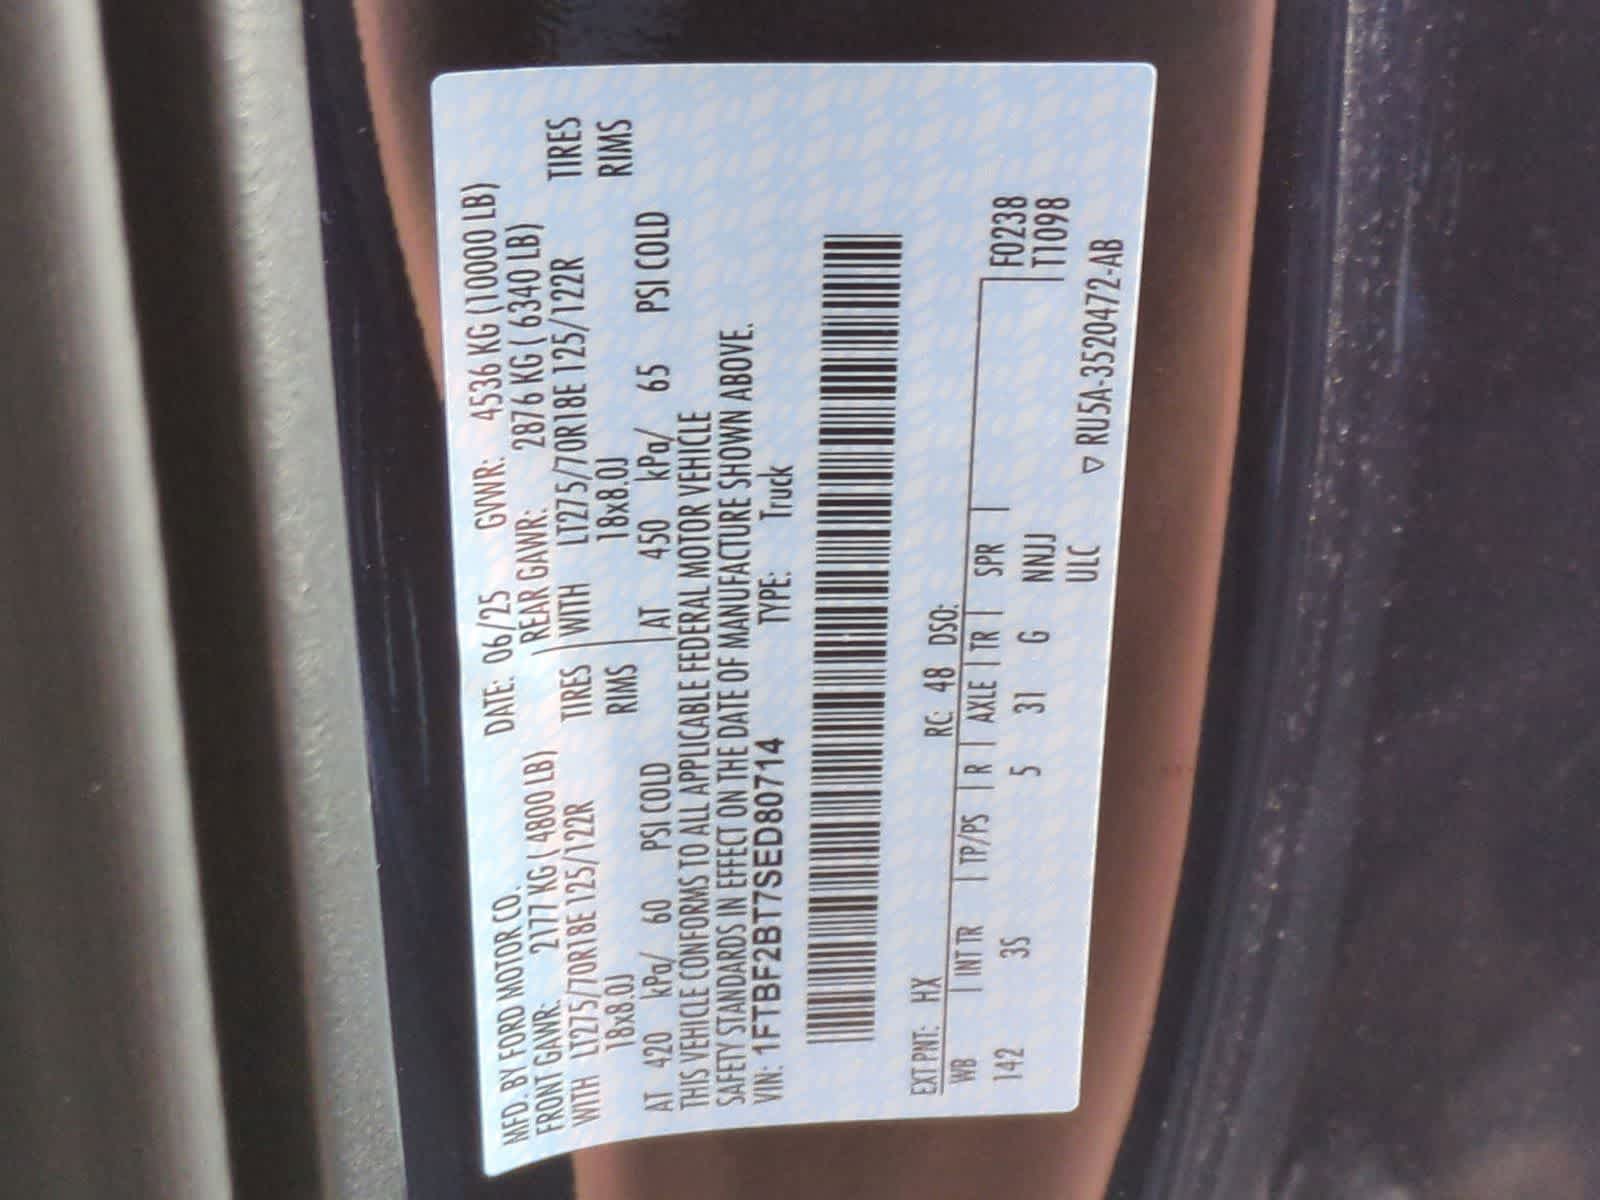 MFD. BY FORD MOTOR CO.
DATE: 06/25 GVWR: 4536 KG (10000 LB)
FRONT GAWR: 2177 KG ( 4800 LB) REAR GAWR: 2876 KG ( 6340 LB)
WITH LT275/70R18E 125/122R TIRES WITH LT275/70R18E 125/122R TIRES
18x8.0J RIMS 18x8.0J RIMS
AT 420 kPa/ 60 PSI COLD AT 450 kPa/ 65 PSI COLD
THIS VEHICLE CONFORMS TO ALL APPLICABLE FEDERAL MOTOR VEHICLE
SAFETY STANDARDS IN EFFECT ON THE DATE OF MANUFACTURE SHOWN ABOVE.
VIN: 1FTBF2BT7SED80714 TYPE: Truck
EXT PNT: HX RC: 48 DSO:
WB | INT TR | TP/PS | R | AXLE | TR | SPR | F0238
142 3S 5 31 G NNJJ T1098
ULC
▽ RU5A-3520472-AB